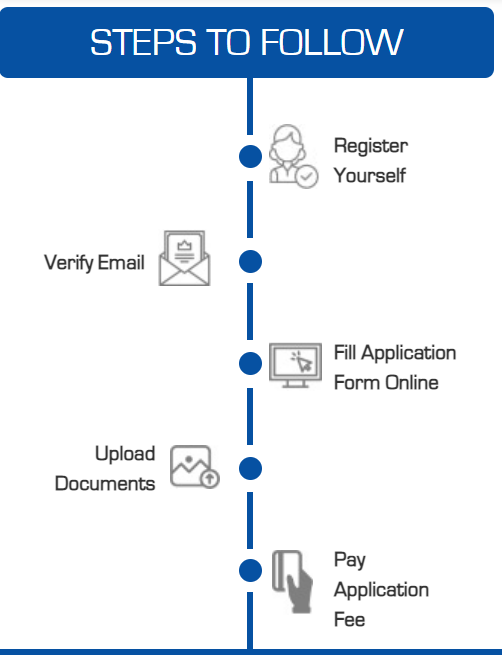 STEPS TO FOLLOW
Register
Yourself
Verify Email
Fill Application
Form Online
Upload
Documents
Pay
Application
Fee